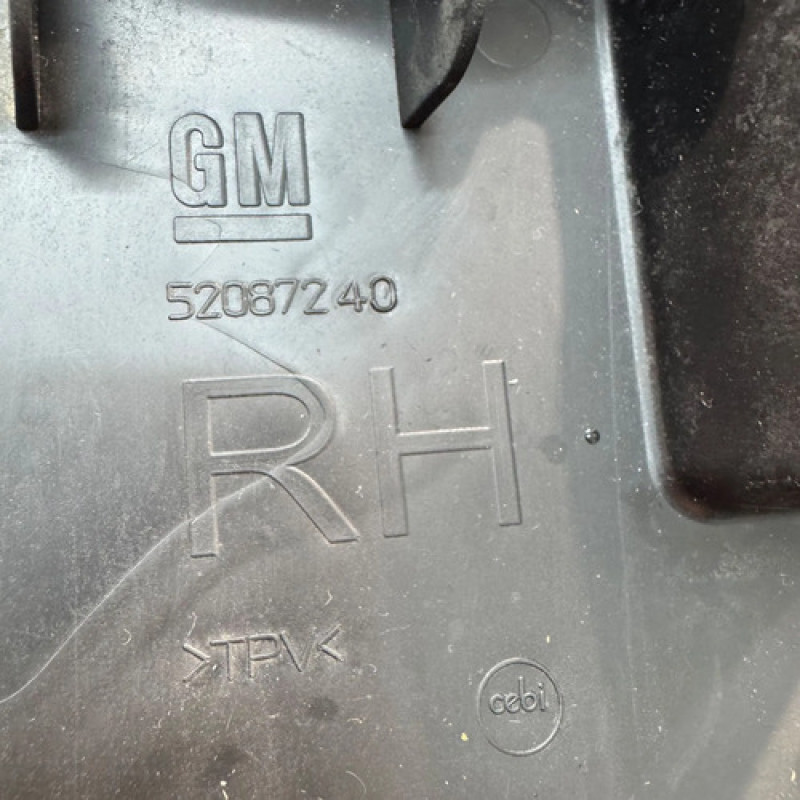 GM
52087240
RH
>TPV<
cebi